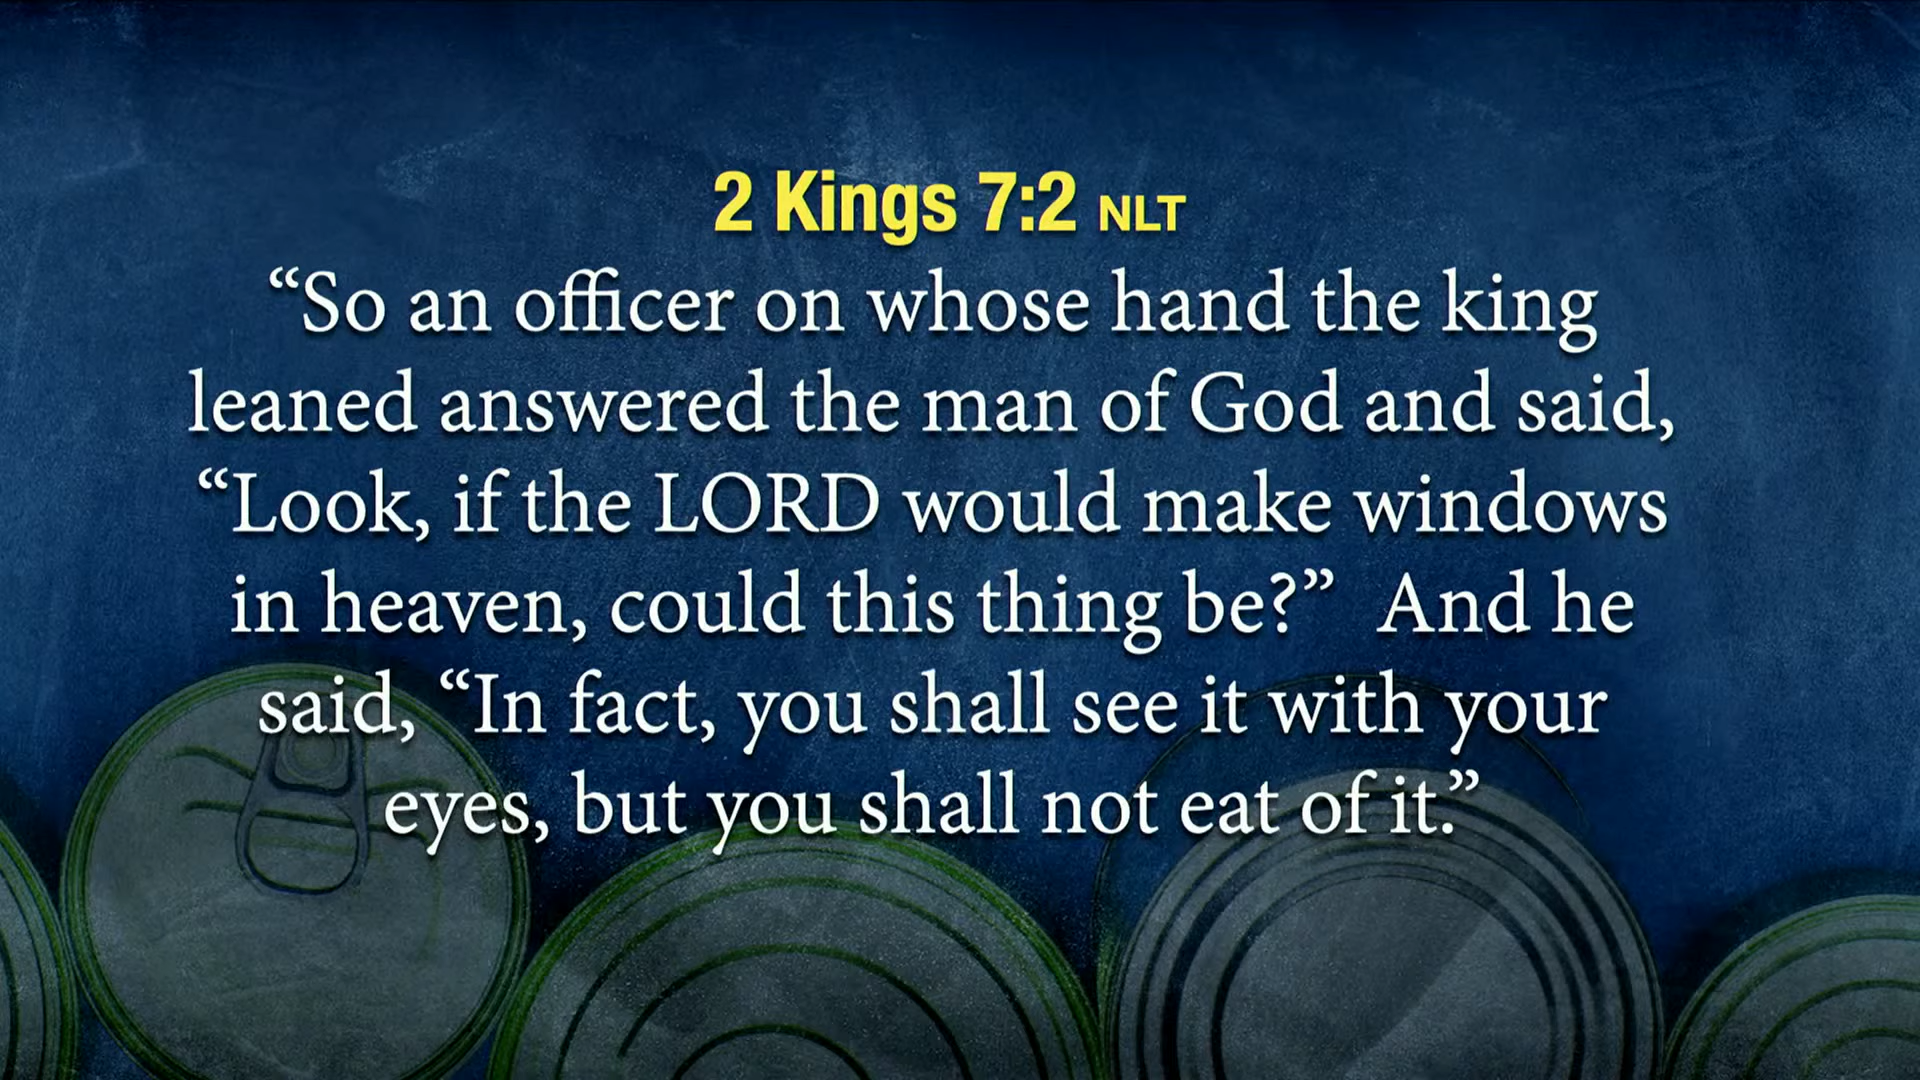 2 Kings 7:2 NLT
“So an officer on whose hand the king
leaned answered the man of God and said,
“Look, if the LORD would make windows
in heaven, could this thing be?”  And he
said, “In fact, you shall see it with your
eyes, but you shall not eat of it.”